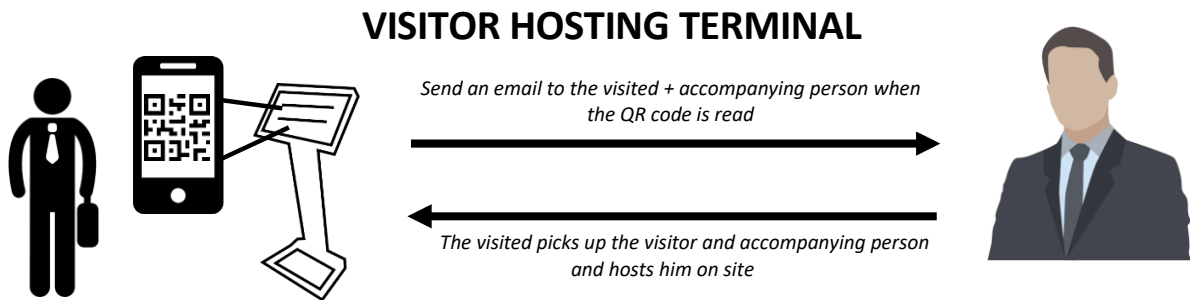 VISITOR HOSTING TERMINAL
Send an email to the visited + accompanying person when
the QR code is read
The visited picks up the visitor and accompanying person
and hosts him on site